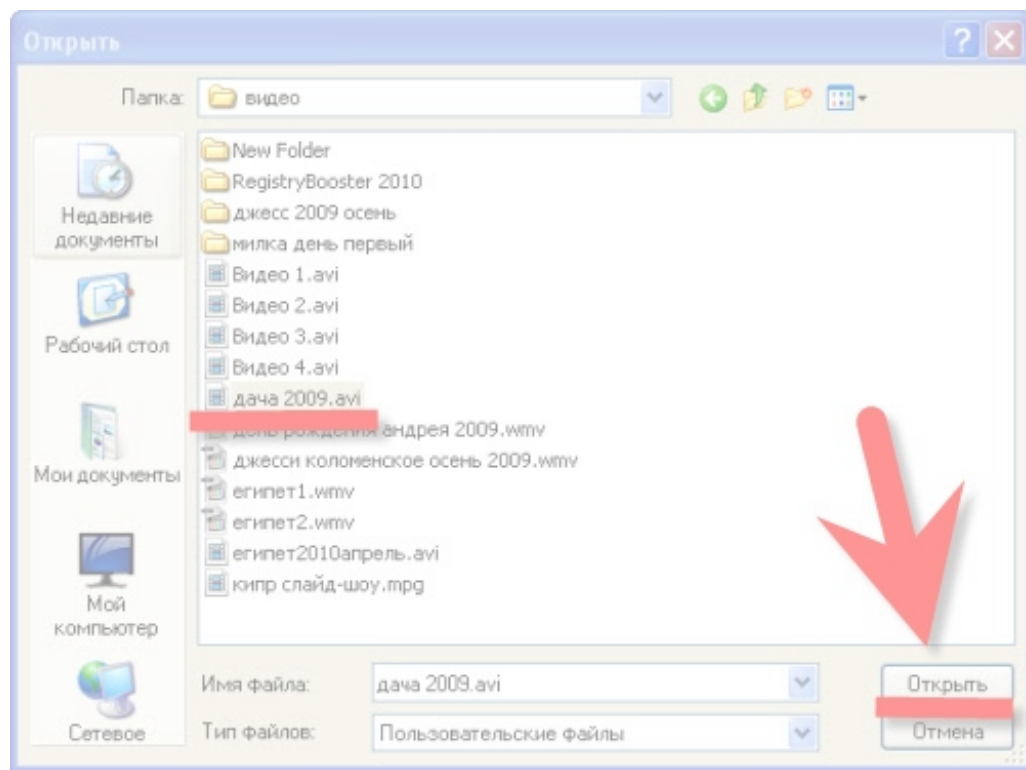 Открыть
Папка: видео
New Folder
RegistryBooster 2010
джесс 2009 осень
милка день первый
Видео 1.avi
Видео 2.avi
Видео 3.avi
Видео 4.avi
дача 2009.avi
день рождения андрея 2009.wmv
джесси коломенское осень 2009.wmv
египет1.wmv
египет2.wmv
египет2010апрель.avi
кипр слайд-шоу.mpg
Недавние
документы
Рабочий стол
Мои документы
Мой
компьютер
Сетевое
Имя файла: дача 2009.avi
Открыть
Тип файлов: Пользовательские файлы
Отмена